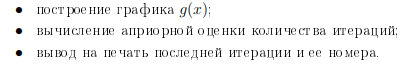 • построение графика g(x);
• вычисление априорной оценки количества итераций;
• вывод на печать последней итерации и ее номера.